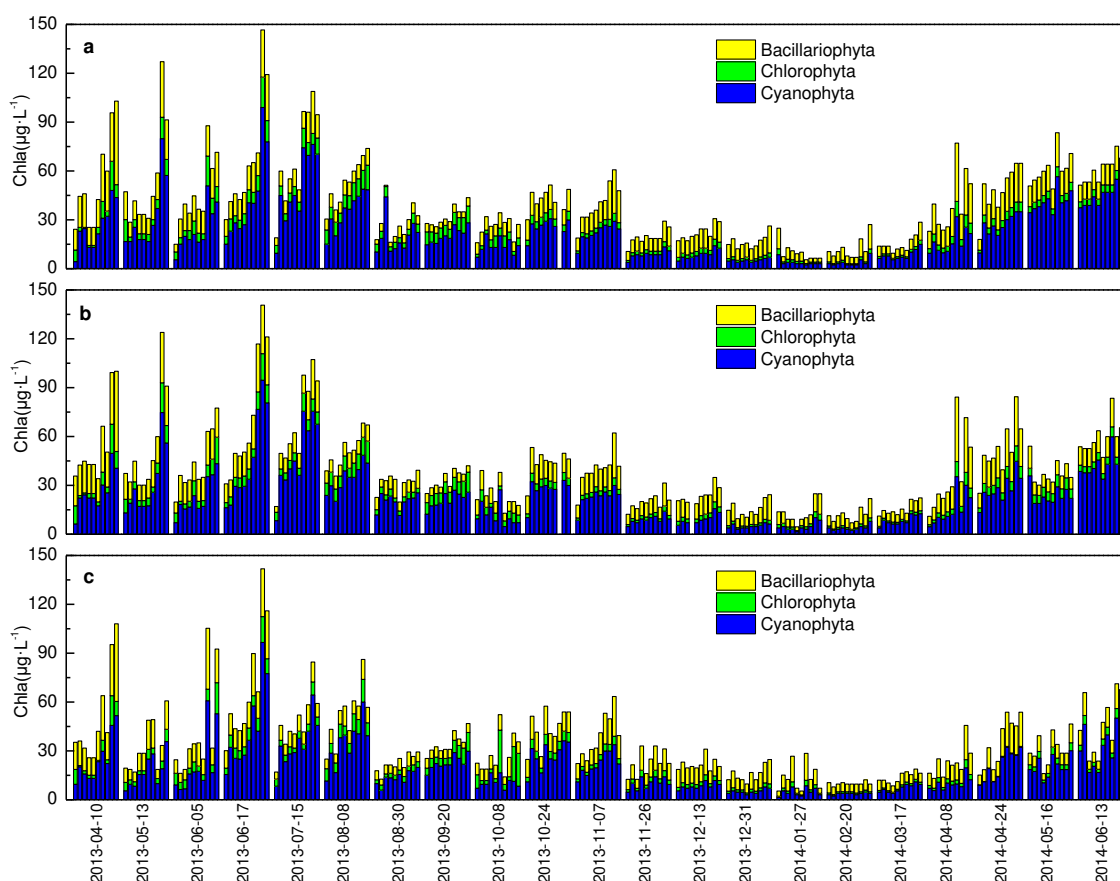 150
120
90
60
30
0
Chla(μg·L⁻¹)
a
Bacillariophyta
Chlorophyta
Cyanophyta
150
120
90
60
30
0
Chla(μg·L⁻¹)
b
Bacillariophyta
Chlorophyta
Cyanophyta
150
120
90
60
30
0
Chla(μg·L⁻¹)
c
Bacillariophyta
Chlorophyta
Cyanophyta
2013-04-10
2013-05-13
2013-06-05
2013-06-17
2013-07-15
2013-08-08
2013-08-30
2013-09-20
2013-10-08
2013-10-24
2013-11-07
2013-11-26
2013-12-13
2013-12-31
2014-01-27
2014-02-20
2014-03-17
2014-04-08
2014-04-24
2014-05-16
2014-06-13